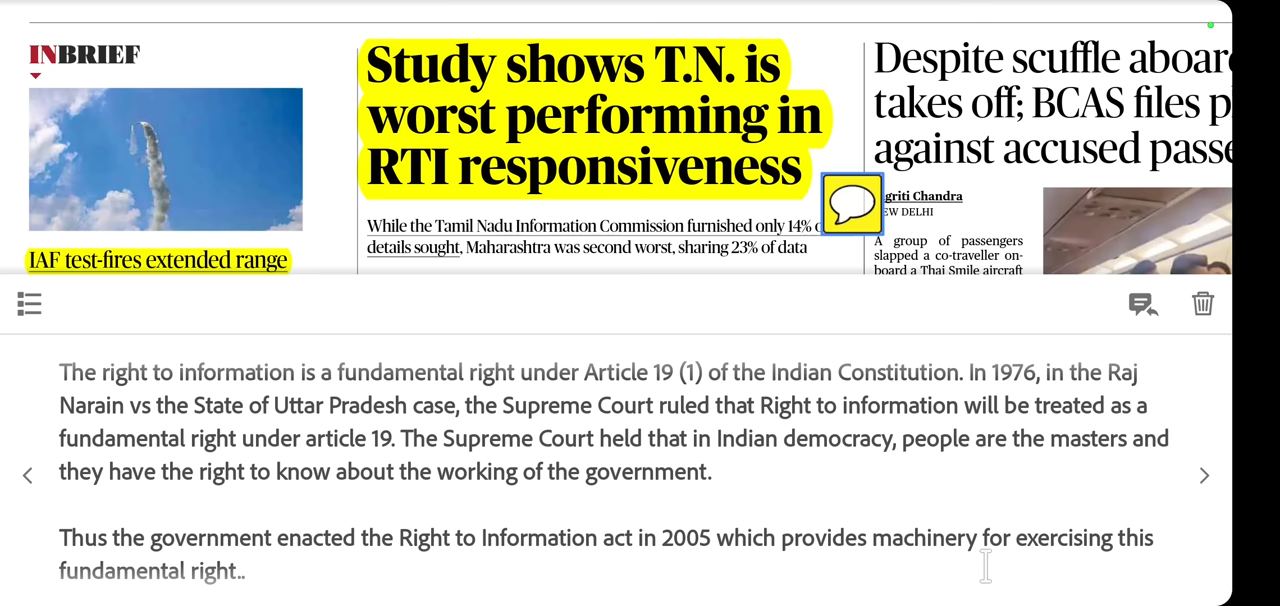 INBRIEF
IAF test-fires extended range
Study shows T.N. is
worst performing in
RTI responsiveness
While the Tamil Nadu Information Commission furnished only 14%
details sought, Maharashtra was second worst, sharing 23% of data
Despite scuffle
takes off; BCAS files
against accused
Chandra
NEW DELHI
A group of passengers
slapped a co-traveller on-
board a Thai Smile aircraft
The right to information is a fundamental right under Article 19 (1) of the Indian Constitution. In 1976, in the Raj
Narain vs the State of Uttar Pradesh case, the Supreme Court ruled that Right to information will be treated as a
fundamental right under article 19. The Supreme Court held that in Indian democracy, people are the masters and
they have the right to know about the working of the government.
Thus the government enacted the Right to Information act in 2005 which provides machinery for exercising this
fundamental right..